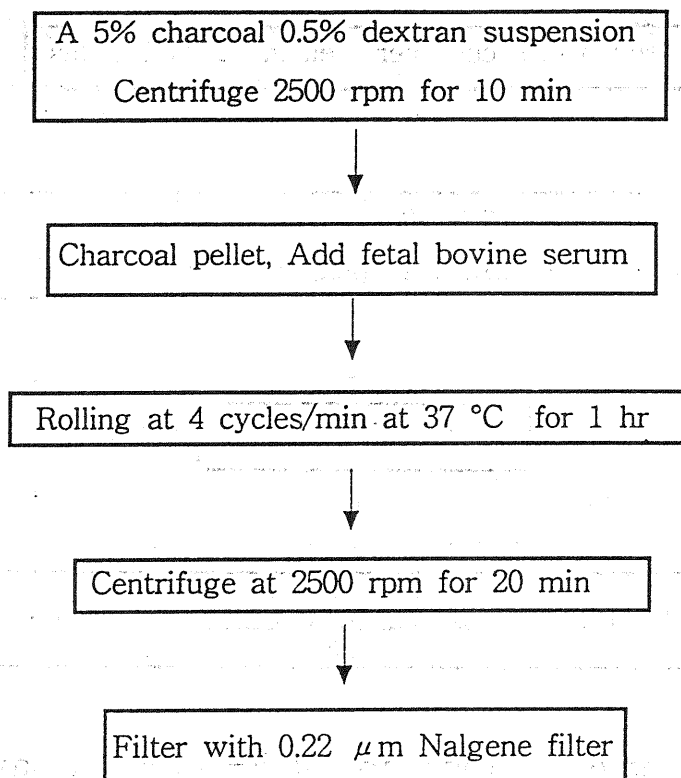 A 5% charcoal 0.5% dextran suspension
Centrifuge 2500 rpm for 10 min
Charcoal pellet, Add fetal bovine serum
Rolling at 4 cycles/min at 37 °C for 1 hr
Centrifuge at 2500 rpm for 20 min
Filter with 0.22 μm Nalgene filter